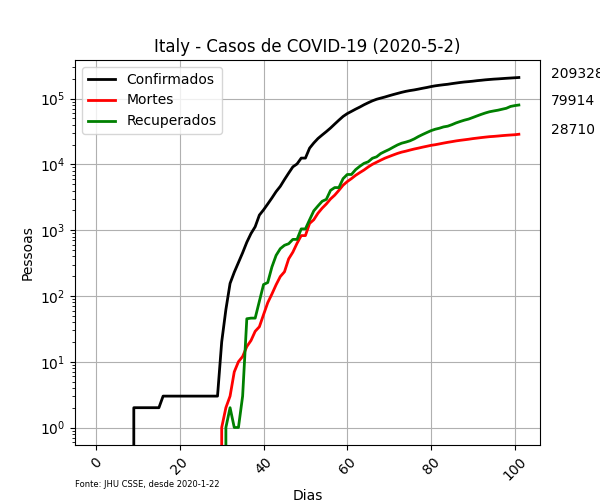 Italy - Casos de COVID-19 (2020-5-2)
Confirmados
Mortes
Recuperados
209328
79914
28710
10^5
10^4
10^3
10^2
10^1
10^0
Pessoas
0 20 40 60 80 100
Fonte: JHU CSSE, desde 2020-1-22
Dias